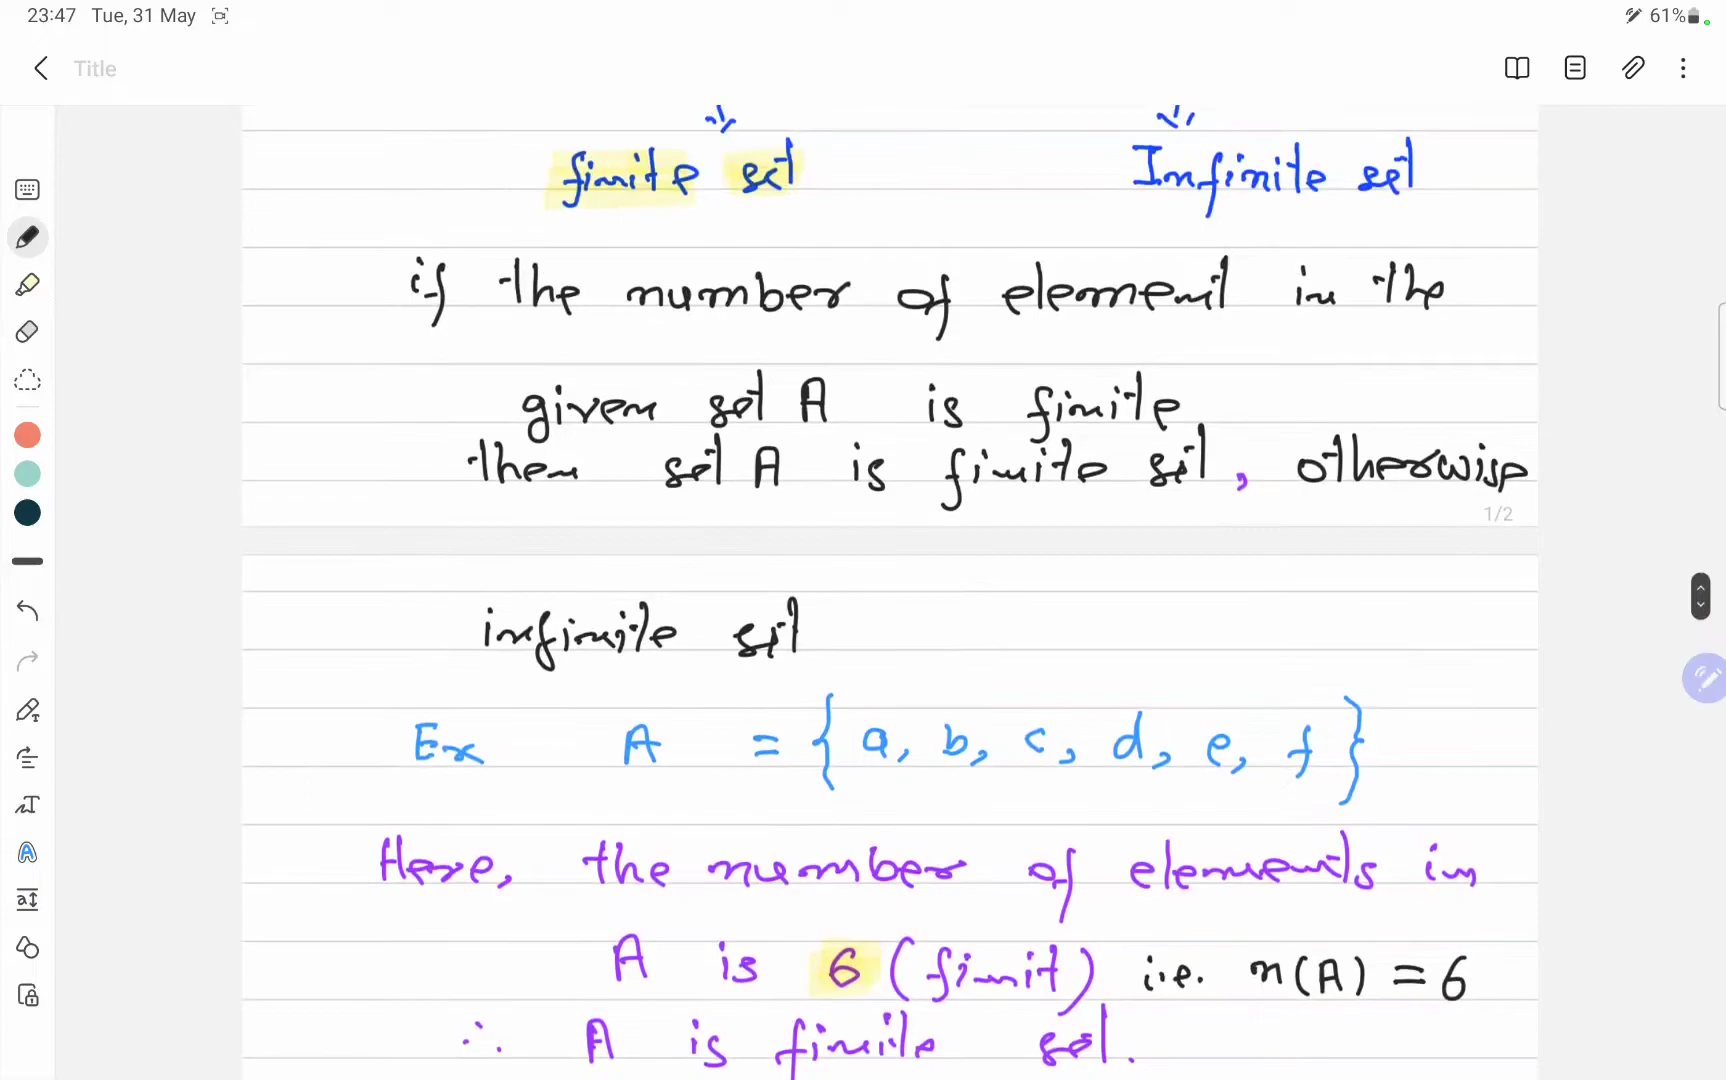 23:47 Tue, 31 May 61%
Title
finite set Infinite set
if the number of element in the
given set A is finite
then set A is finite set, otherwise
1/2
infinite set
Ex A = { a, b, c, d, e, f }
Here, the number of elements in
A is 6 (finit) i.e. n(A) = 6
∴ A is finite set.